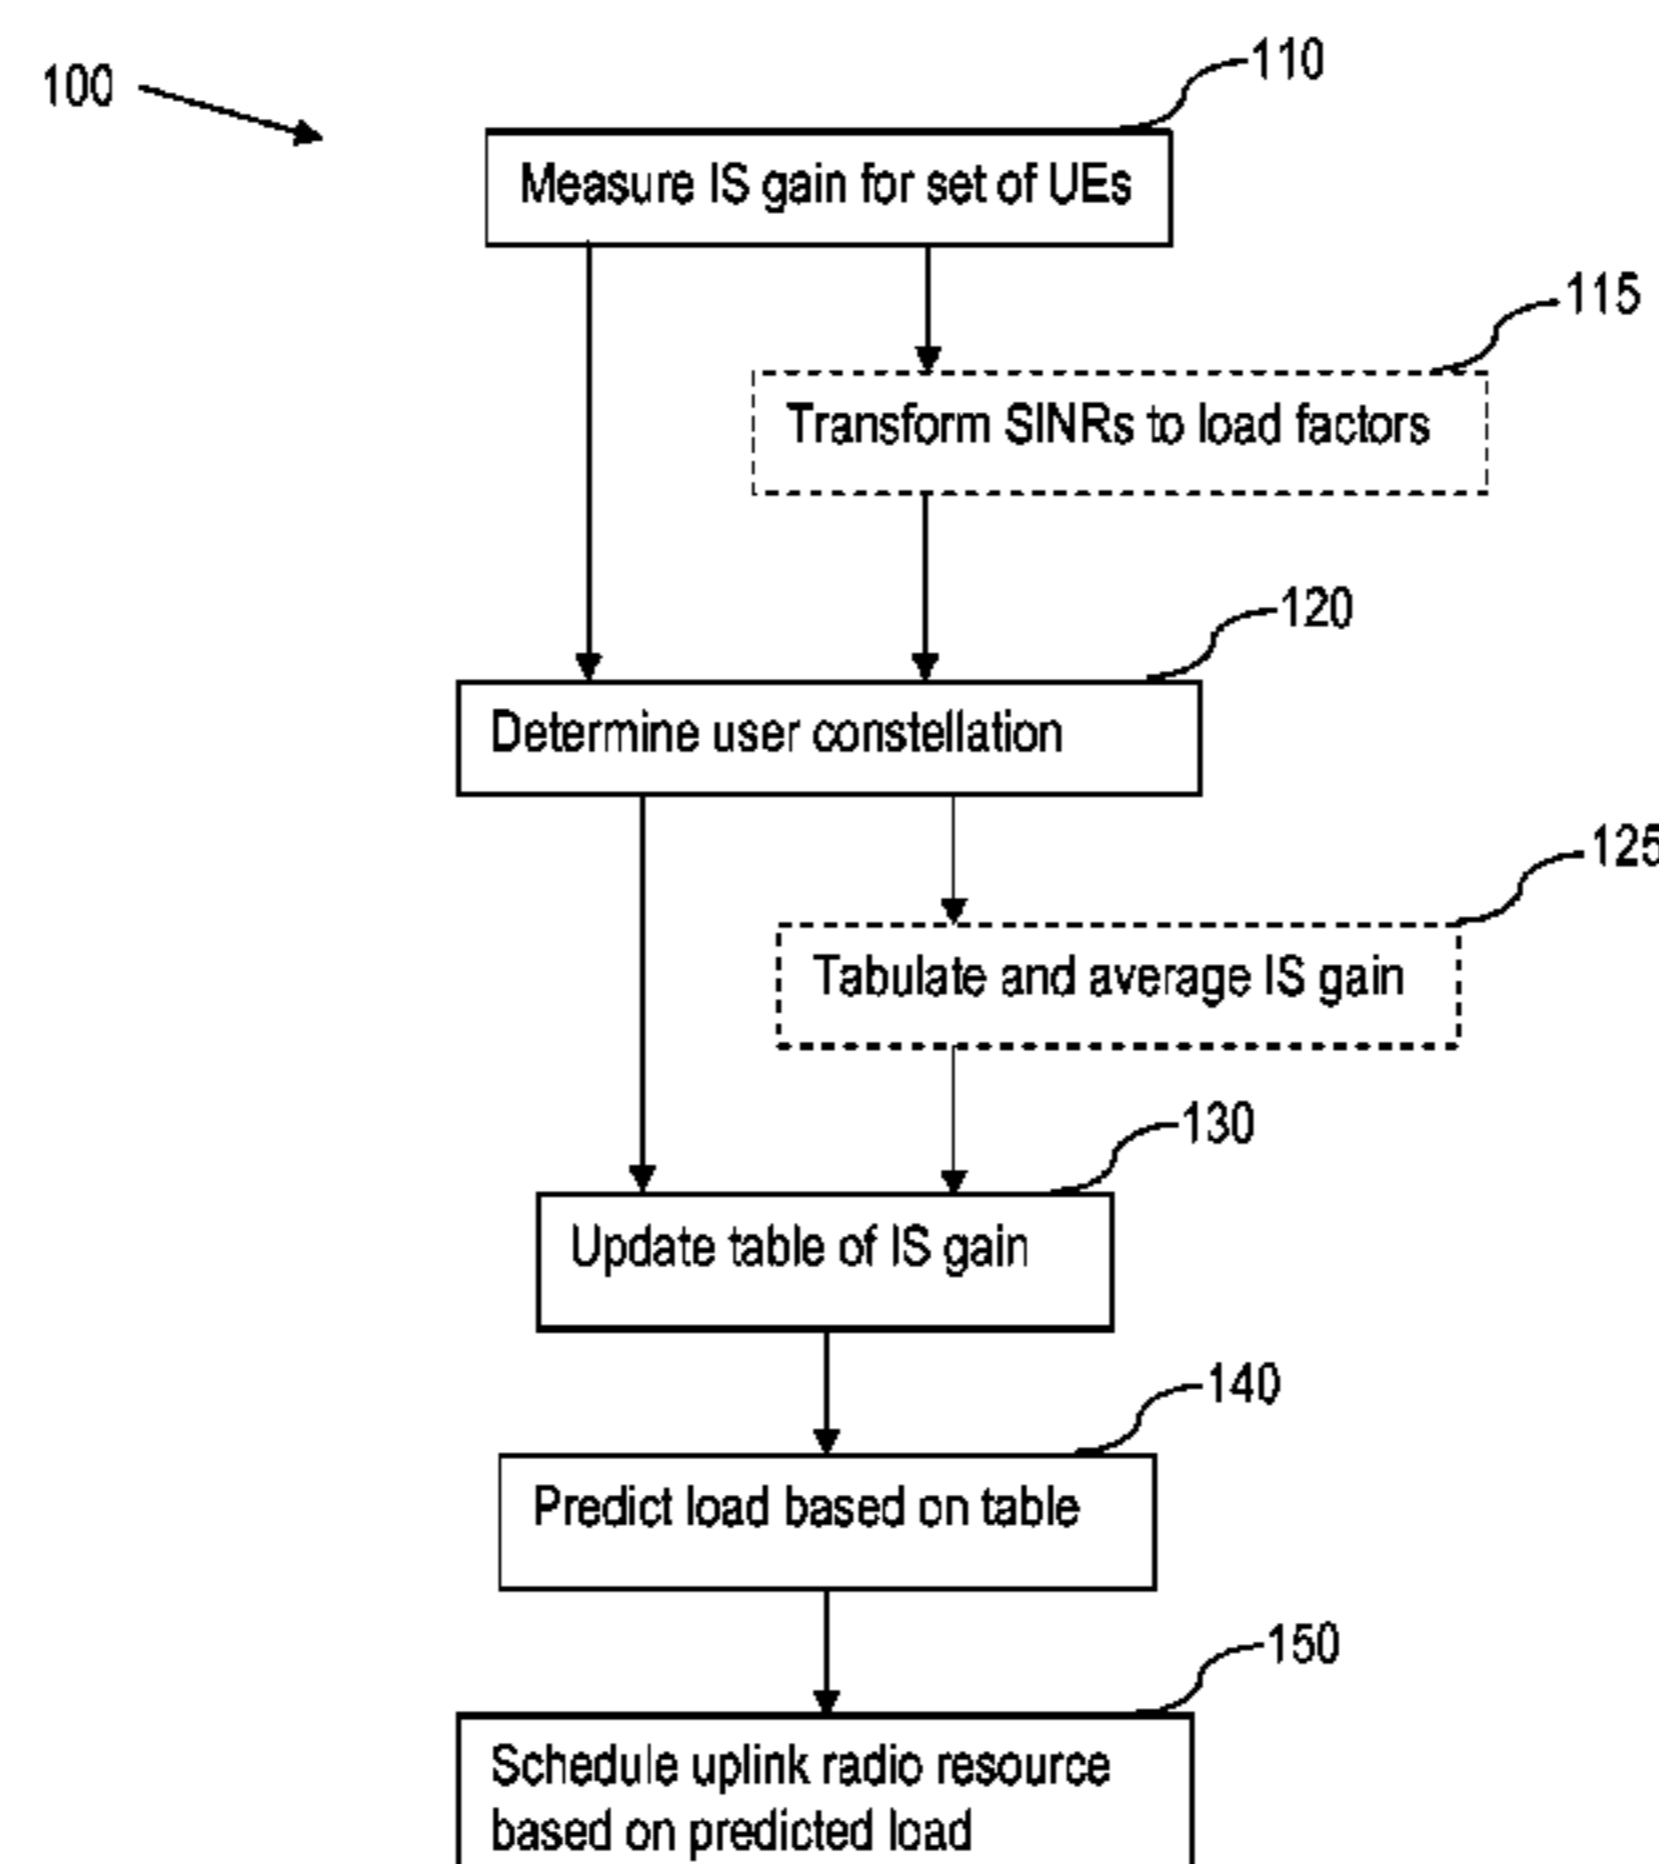 100
110
Measure IS gain for set of UEs
115
Transform SINRs to load factors
120
Determine user constellation
125
Tabulate and average IS gain
130
Update table of IS gain
140
Predict load based on table
150
Schedule uplink radio resource
based on predicted load